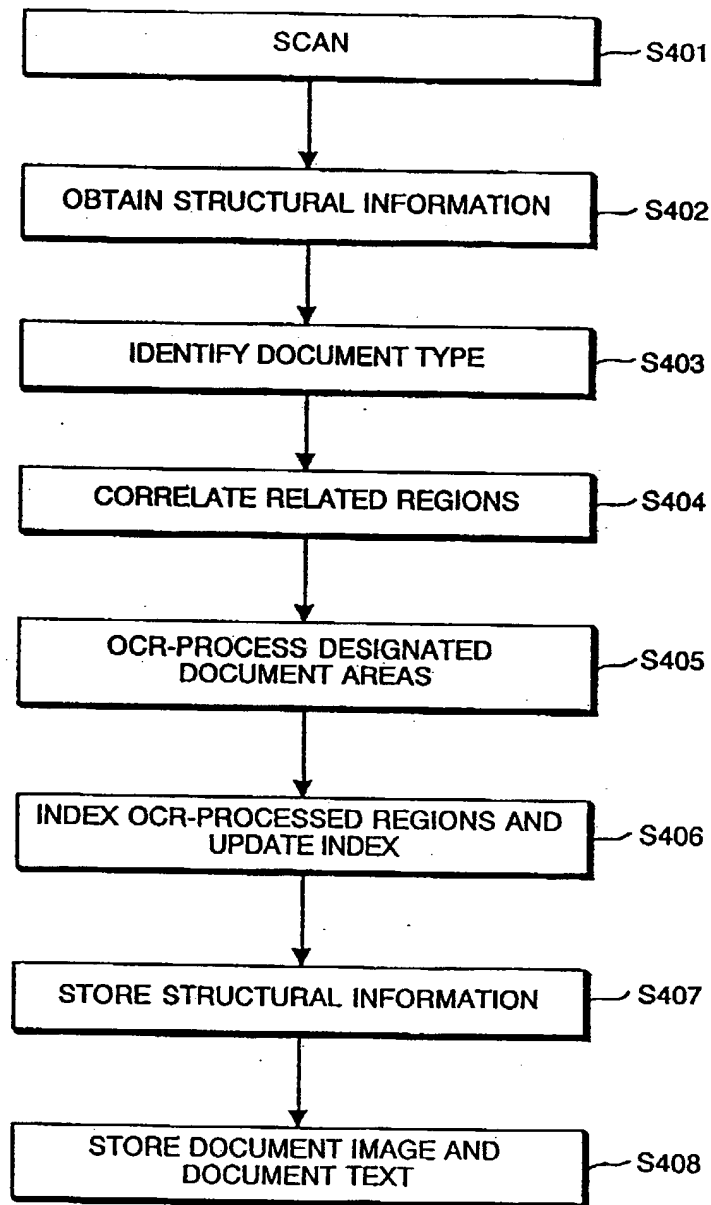 SCAN
S401
OBTAIN STRUCTURAL INFORMATION
S402
IDENTIFY DOCUMENT TYPE
S403
CORRELATE RELATED REGIONS
S404
OCR-PROCESS DESIGNATED
DOCUMENT AREAS
S405
INDEX OCR-PROCESSED REGIONS AND
UPDATE INDEX
S406
STORE STRUCTURAL INFORMATION
S407
STORE DOCUMENT IMAGE AND
DOCUMENT TEXT
S408